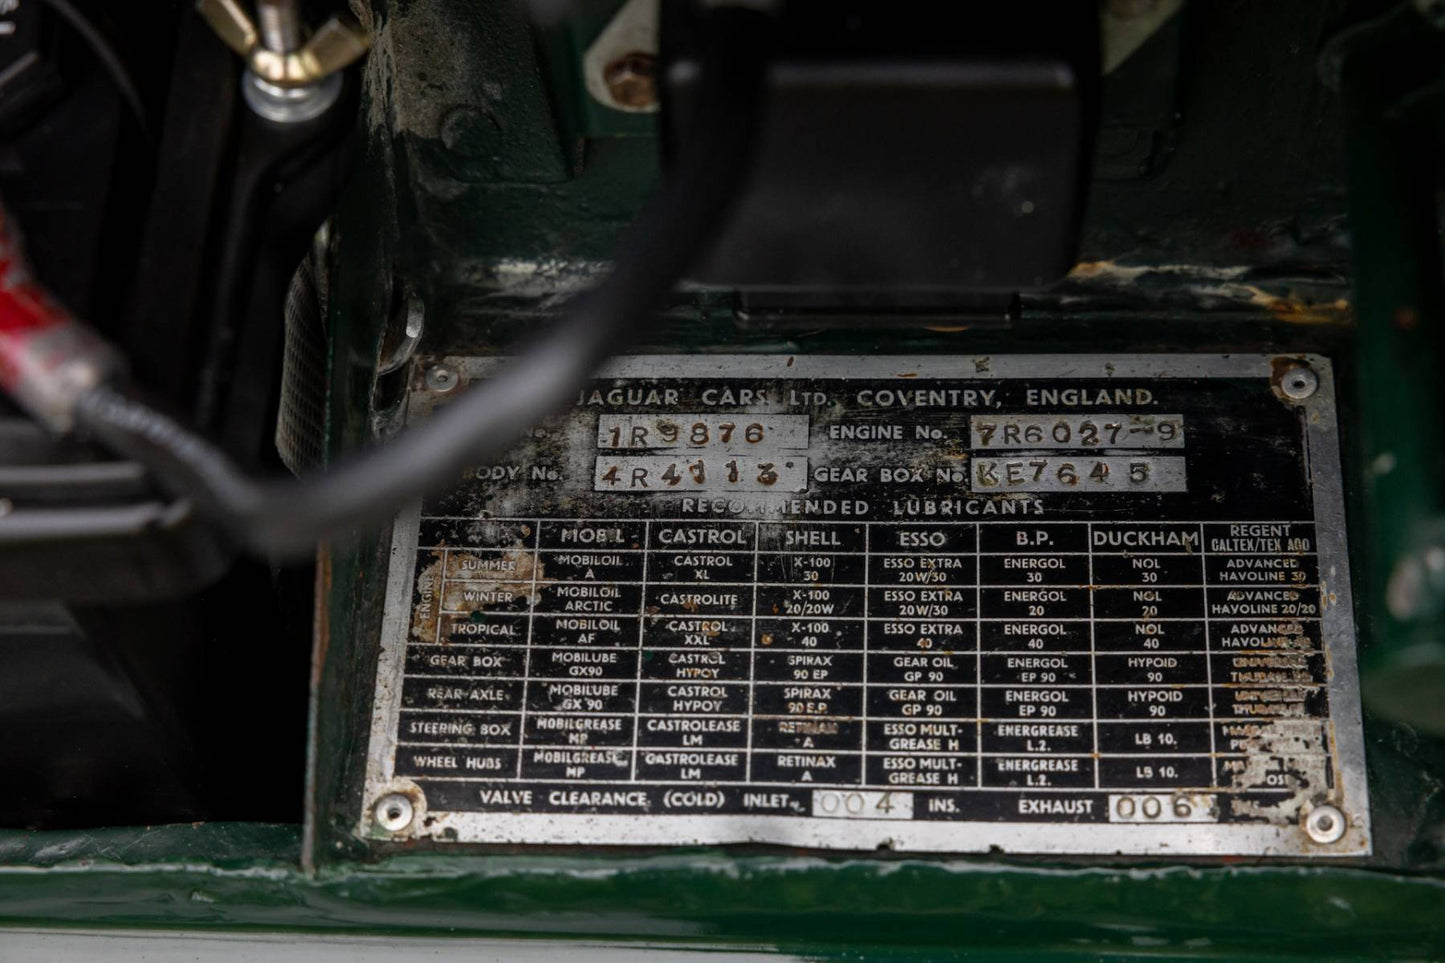 JAGUAR CARS, LTD. COVENTRY, ENGLAND.
No. 1R9876 ENGINE No. 7R6027-9
BODY No. 4R4113 GEAR BOX No. KE7645
RECOMMENDED LUBRICANTS
MOBIL CASTROL SHELL ESSO B.P. DUCKHAM REGENT CALTEX/TEXACO
ENGINE
SUMMER MOBILOIL A CASTROL XL X-100 30 ESSO EXTRA 20W/30 ENERGOL 30 NOL 30 ADVANCED HAVOLINE 30
WINTER MOBILOIL ARCTIC CASTROLITE X-100 20/20W ESSO EXTRA 20W/30 ENERGOL 20 NOL 20 ADVANCED HAVOLINE 20/20
TROPICAL MOBILOIL AF CASTROL XXL X-100 40 ESSO EXTRA 40 ENERGOL 40 NOL 40 ADVANCED
GEAR BOX MOBILUBE GX90 CASTROL HYPOY SPIRAX 90 EP GEAR OIL GP 90 ENERGOL EP 90 HYPOID 90
REAR AXLE MOBILUBE GX 90 CASTROL HYPOY SPIRAX 90 E.P. GEAR OIL GP 90 ENERGOL EP 90 HYPOID 90
STEERING BOX MOBILGREASE MP CASTROLEASE LM RETINAX A ESSO MULT-GREASE H ENERGREASE L.2. LB 10.
WHEEL HUBS MOBILGREASE MP CASTROLEASE LM RETINAX A ESSO MULT-GREASE H ENERGREASE L.2. LB 10.
VALVE CLEARANCE (COLD) INLET 004 INS. EXHAUST 006